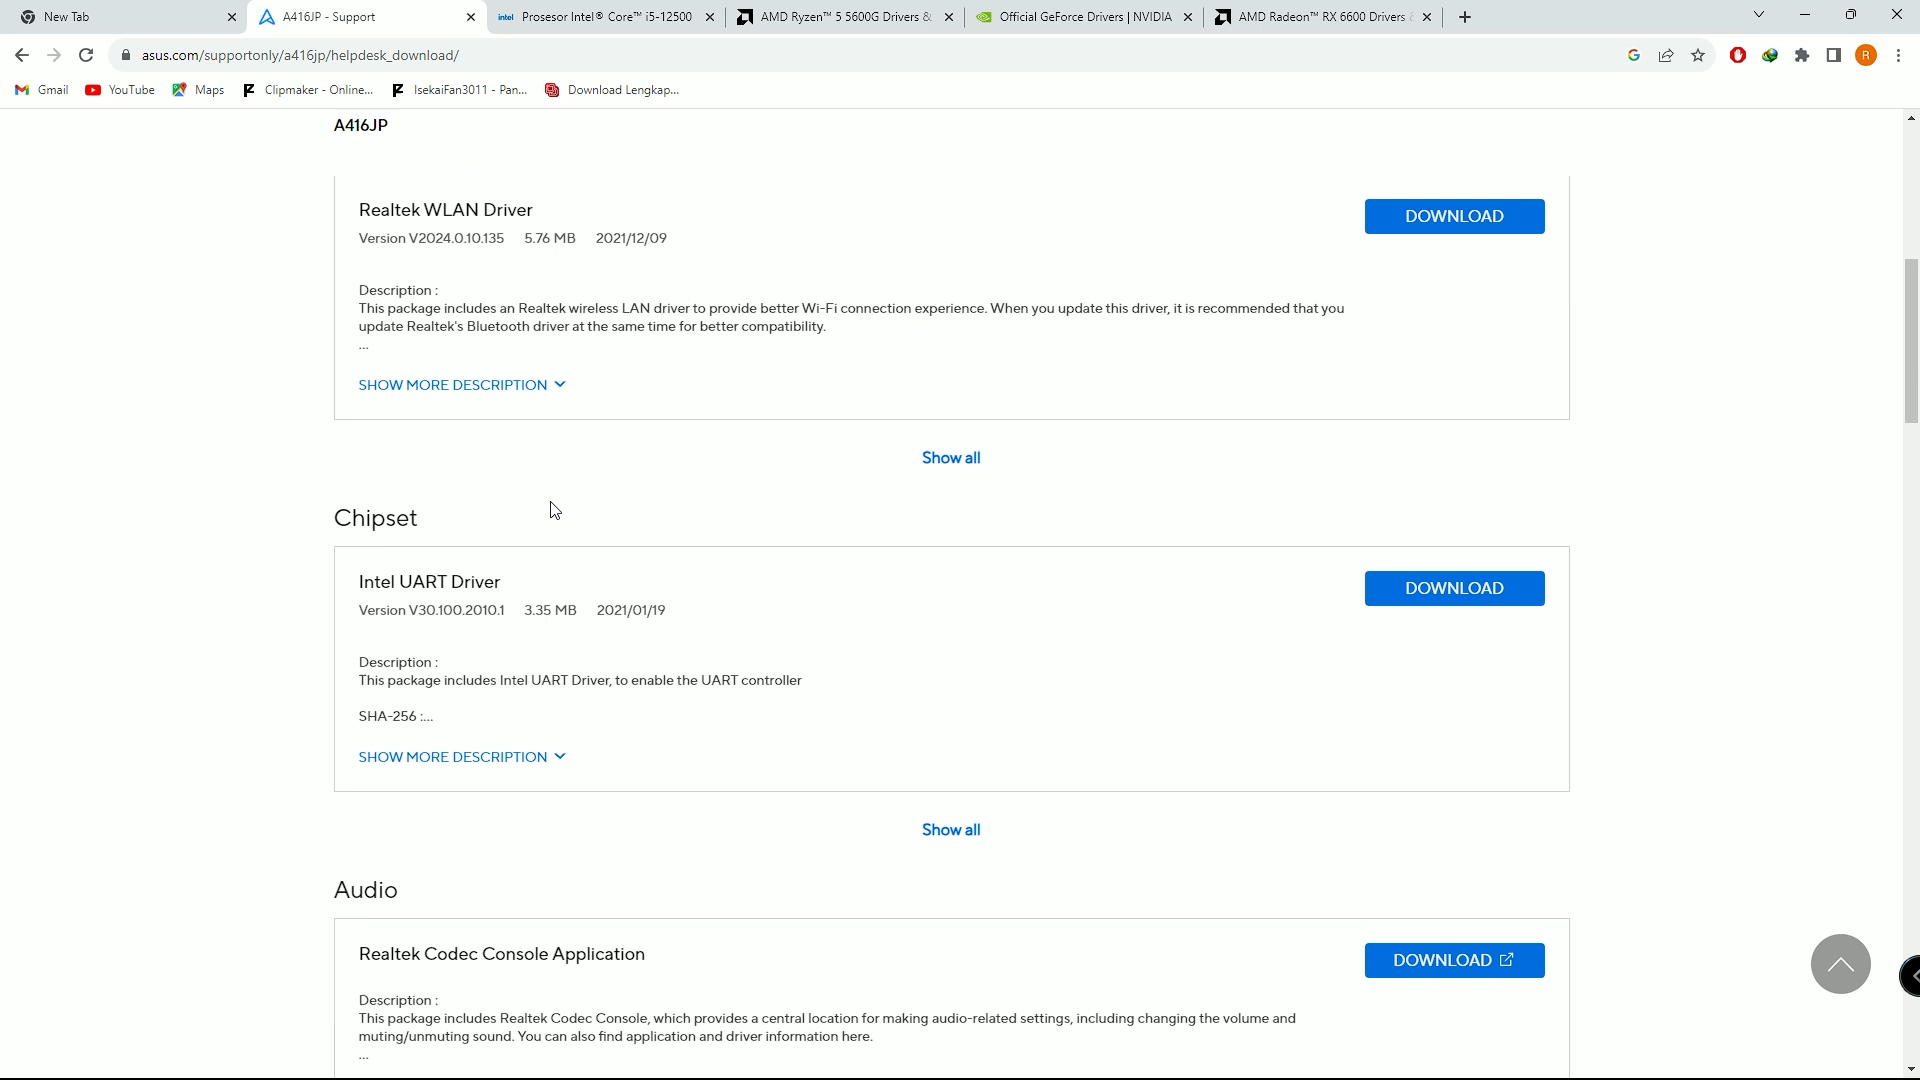 New Tab
A416JP - Support
intel Prosesor Intel® Core™ i5-12500
AMD Ryzen™ 5 5600G Drivers &
Official GeForce Drivers | NVIDIA
AMD Radeon™ RX 6600 Drivers
asus.com/supportonly/a416jp/helpdesk_download/
R
Gmail
YouTube
Maps
Clipmaker - Online...
IsekaiFan3011 - Pan...
Download Lengkap...
A416JP
Realtek WLAN Driver
DOWNLOAD
Version V2024.0.10.135 5.76 MB 2021/12/09
Description :
This package includes an Realtek wireless LAN driver to provide better Wi-Fi connection experience. When you update this driver, it is recommended that you
update Realtek's Bluetooth driver at the same time for better compatibility.
...
SHOW MORE DESCRIPTION
Show all
Chipset
Intel UART Driver
DOWNLOAD
Version V30.100.2010.1 3.35 MB 2021/01/19
Description :
This package includes Intel UART Driver, to enable the UART controller
SHA-256 :...
SHOW MORE DESCRIPTION
Show all
Audio
Realtek Codec Console Application
DOWNLOAD
Description :
This package includes Realtek Codec Console, which provides a central location for making audio-related settings, including changing the volume and
muting/unmuting sound. You can also find application and driver information here.
...